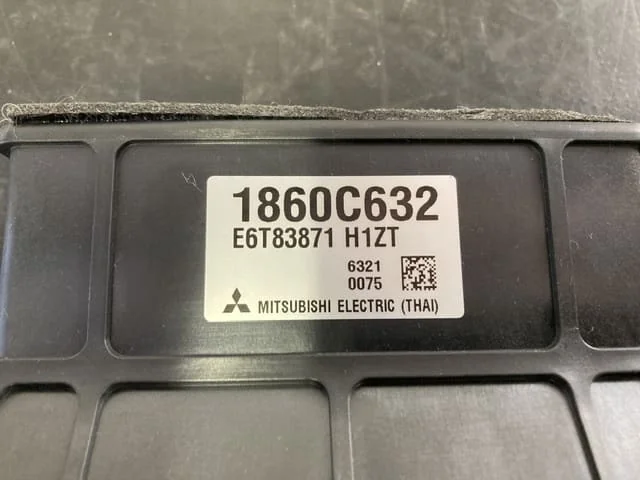 1860C632
E6T83871 H1ZT
6321
0075
MITSUBISHI ELECTRIC (THAI)